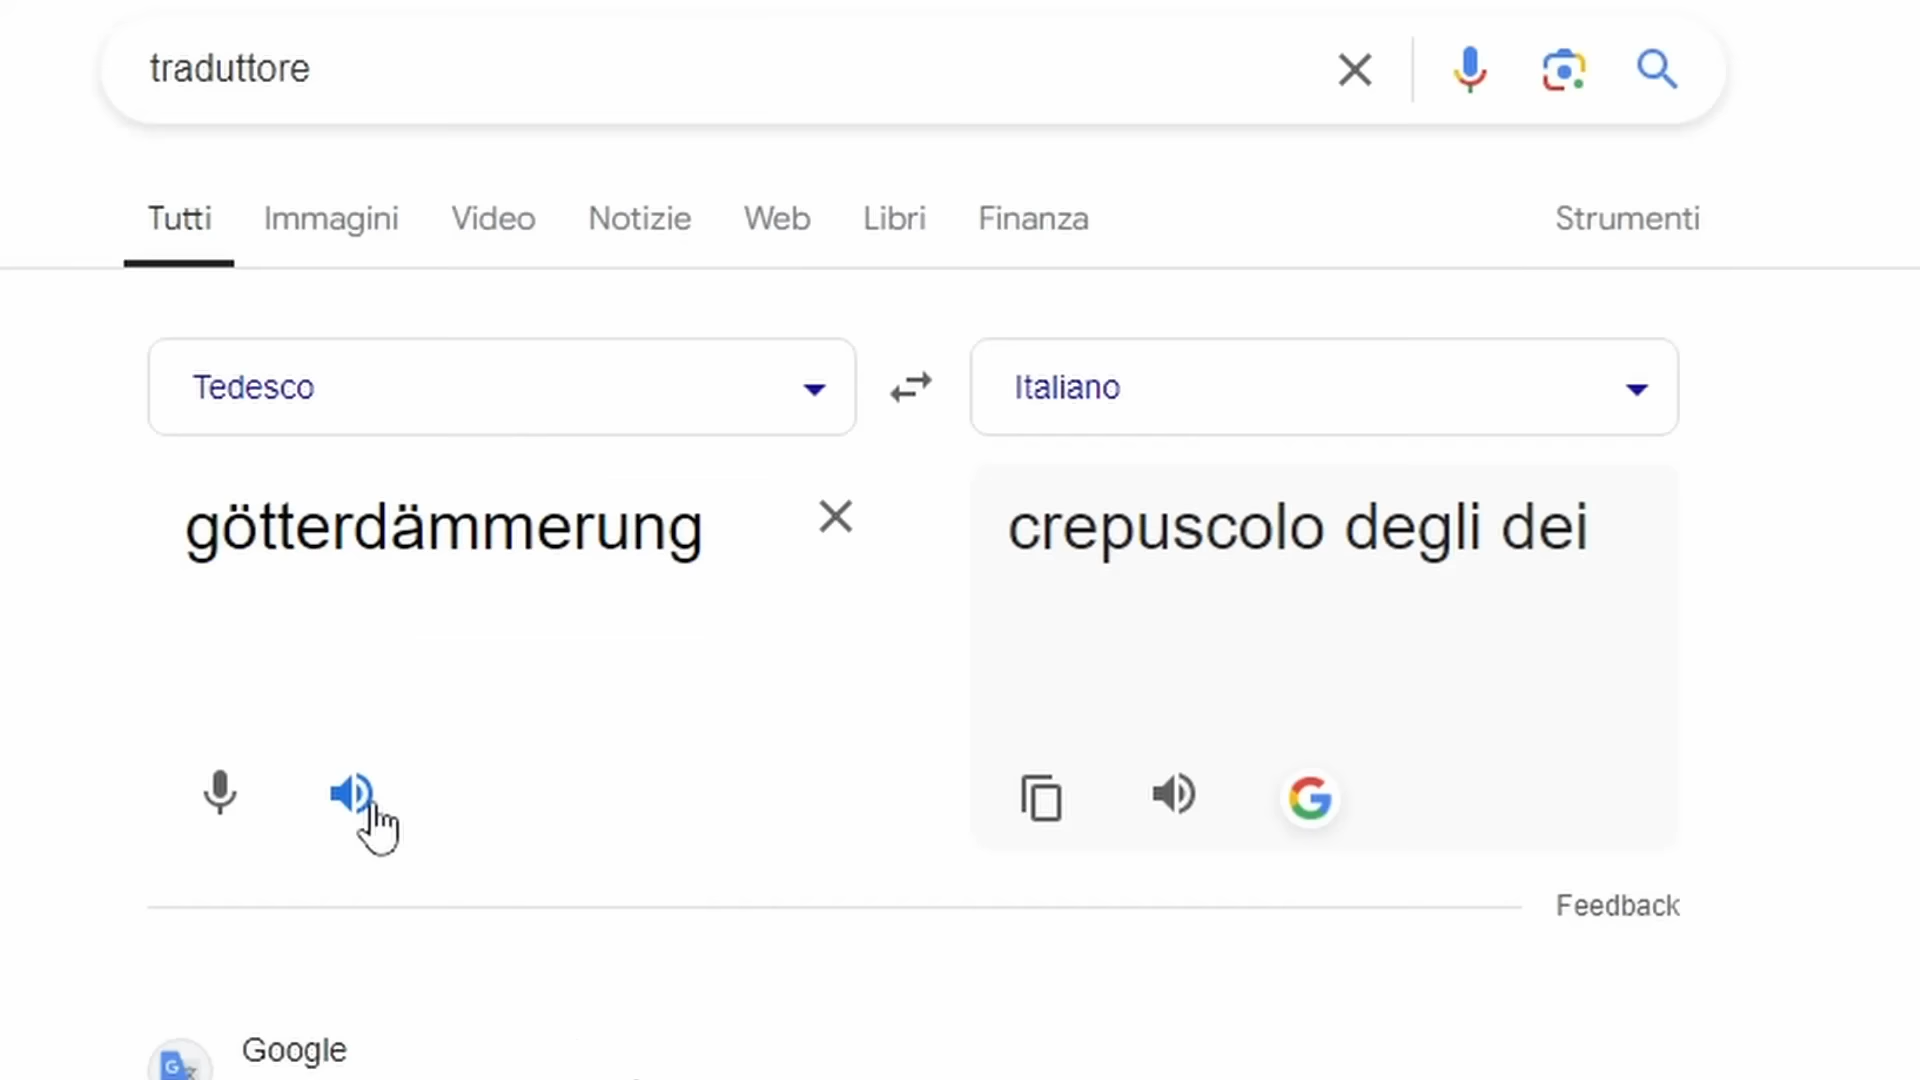 traduttore
Tutti Immagini Video Notizie Web Libri Finanza Strumenti
Tedesco Italiano
götterdämmerung crepuscolo degli dei
Feedback
Google